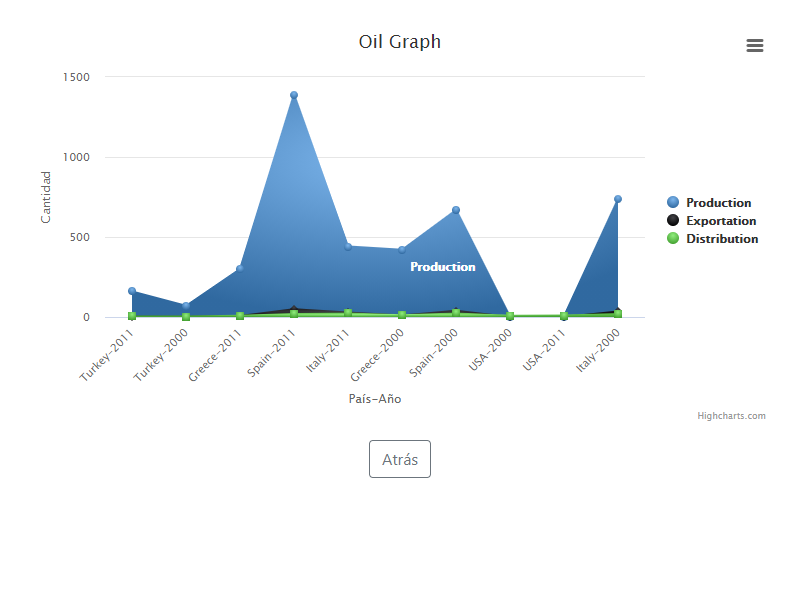 Oil Graph
1500
1000
500
0
Cantidad
Production
Production
Exportation
Distribution
Turkey-2011
Turkey-2000
Greece-2011
Spain-2011
Italy-2011
Greece-2000
Spain-2000
USA-2000
USA-2011
Italy-2000
País-Año
Highcharts.com
Atrás